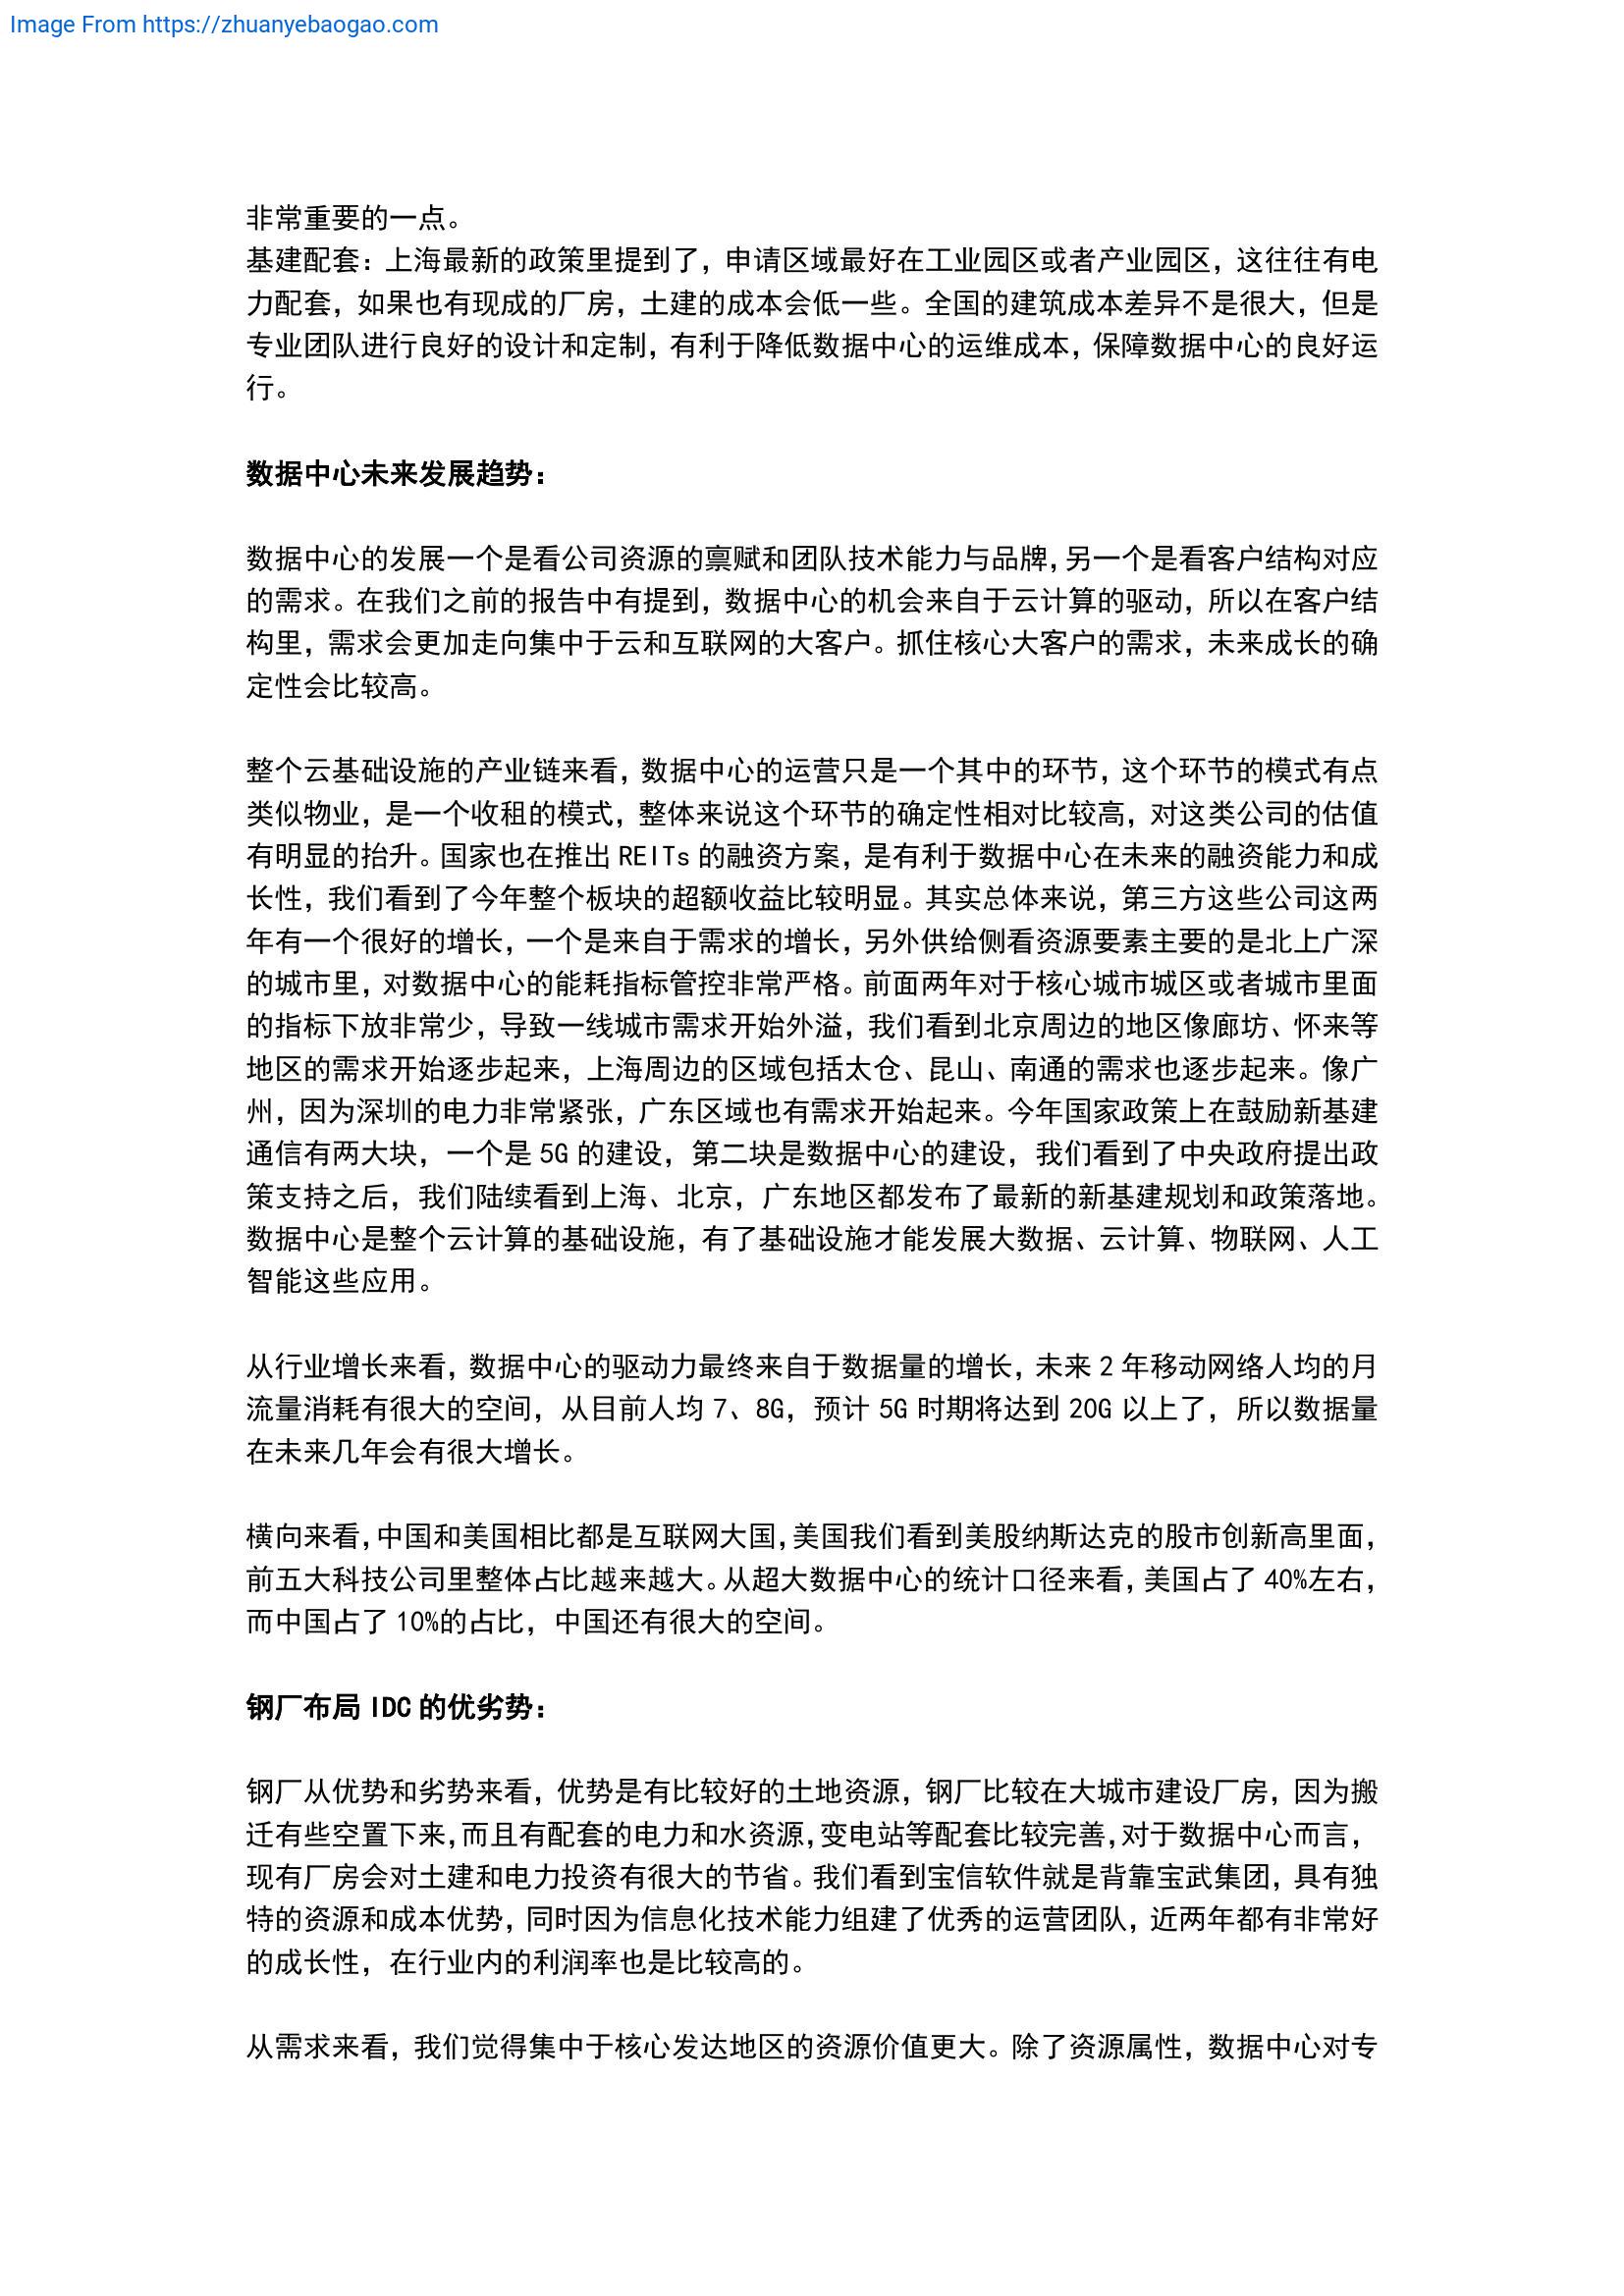 Image From https://zhuanyebaogao.com
非常重要的一点。
基建配套：上海最新的政策里提到了，申请区域最好在工业园区或者产业园区，这往往有电
力配套，如果也有现成的厂房，土建的成本会低一些。全国的建筑成本差异不是很大，但是
专业团队进行良好的设计和定制，有利于降低数据中心的运维成本，保障数据中心的良好运
行。
数据中心未来发展趋势：
数据中心的发展一个是看公司资源的禀赋和团队技术能力与品牌，另一个是看客户结构对应
的需求。在我们之前的报告中有提到，数据中心的机会来自于云计算的驱动，所以在客户结
构里，需求会更加走向集中于云和互联网的大客户。抓住核心大客户的需求，未来成长的确
定性会比较高。
整个云基础设施的产业链来看，数据中心的运营只是一个其中的环节，这个环节的模式有点
类似物业，是一个收租的模式，整体来说这个环节的确定性相对比较高，对这类公司的估值
有明显的抬升。国家也在推出 REITs 的融资方案，是有利于数据中心在未来的融资能力和成
长性，我们看到了今年整个板块的超额收益比较明显。其实总体来说，第三方这些公司这两
年有一个很好的增长，一个是来自于需求的增长，另外供给侧看资源要素主要的是北上广深
的城市里，对数据中心的能耗指标管控非常严格。前面两年对于核心城市城区或者城市里面
的指标下放非常少，导致一线城市需求开始外溢，我们看到北京周边的地区像廊坊、怀来等
地区的需求开始逐步起来，上海周边的区域包括太仓、昆山、南通的需求也逐步起来。像广
州，因为深圳的电力非常紧张，广东区域也有需求开始起来。今年国家政策上在鼓励新基建
通信有两大块，一个是 5G 的建设，第二块是数据中心的建设，我们看到了中央政府提出政
策支持之后，我们陆续看到上海、北京，广东地区都发布了最新的新基建规划和政策落地。
数据中心是整个云计算的基础设施，有了基础设施才能发展大数据、云计算、物联网、人工
智能这些应用。
从行业增长来看，数据中心的驱动力最终来自于数据量的增长，未来 2 年移动网络人均的月
流量消耗有很大的空间，从目前人均 7、8G，预计 5G 时期将达到 20G 以上了，所以数据量
在未来几年会有很大增长。
横向来看，中国和美国相比都是互联网大国，美国我们看到美股纳斯达克的股市创新高里面，
前五大科技公司里整体占比越来越大。从超大数据中心的统计口径来看，美国占了 40%左右，
而中国占了 10%的占比，中国还有很大的空间。
钢厂布局 IDC 的优劣势：
钢厂从优势和劣势来看，优势是有比较好的土地资源，钢厂比较在大城市建设厂房，因为搬
迁有些空置下来，而且有配套的电力和水资源，变电站等配套比较完善，对于数据中心而言，
现有厂房会对土建和电力投资有很大的节省。我们看到宝信软件就是背靠宝武集团，具有独
特的资源和成本优势，同时因为信息化技术能力组建了优秀的运营团队，近两年都有非常好
的成长性，在行业内的利润率也是比较高的。
从需求来看，我们觉得集中于核心发达地区的资源价值更大。除了资源属性，数据中心对专